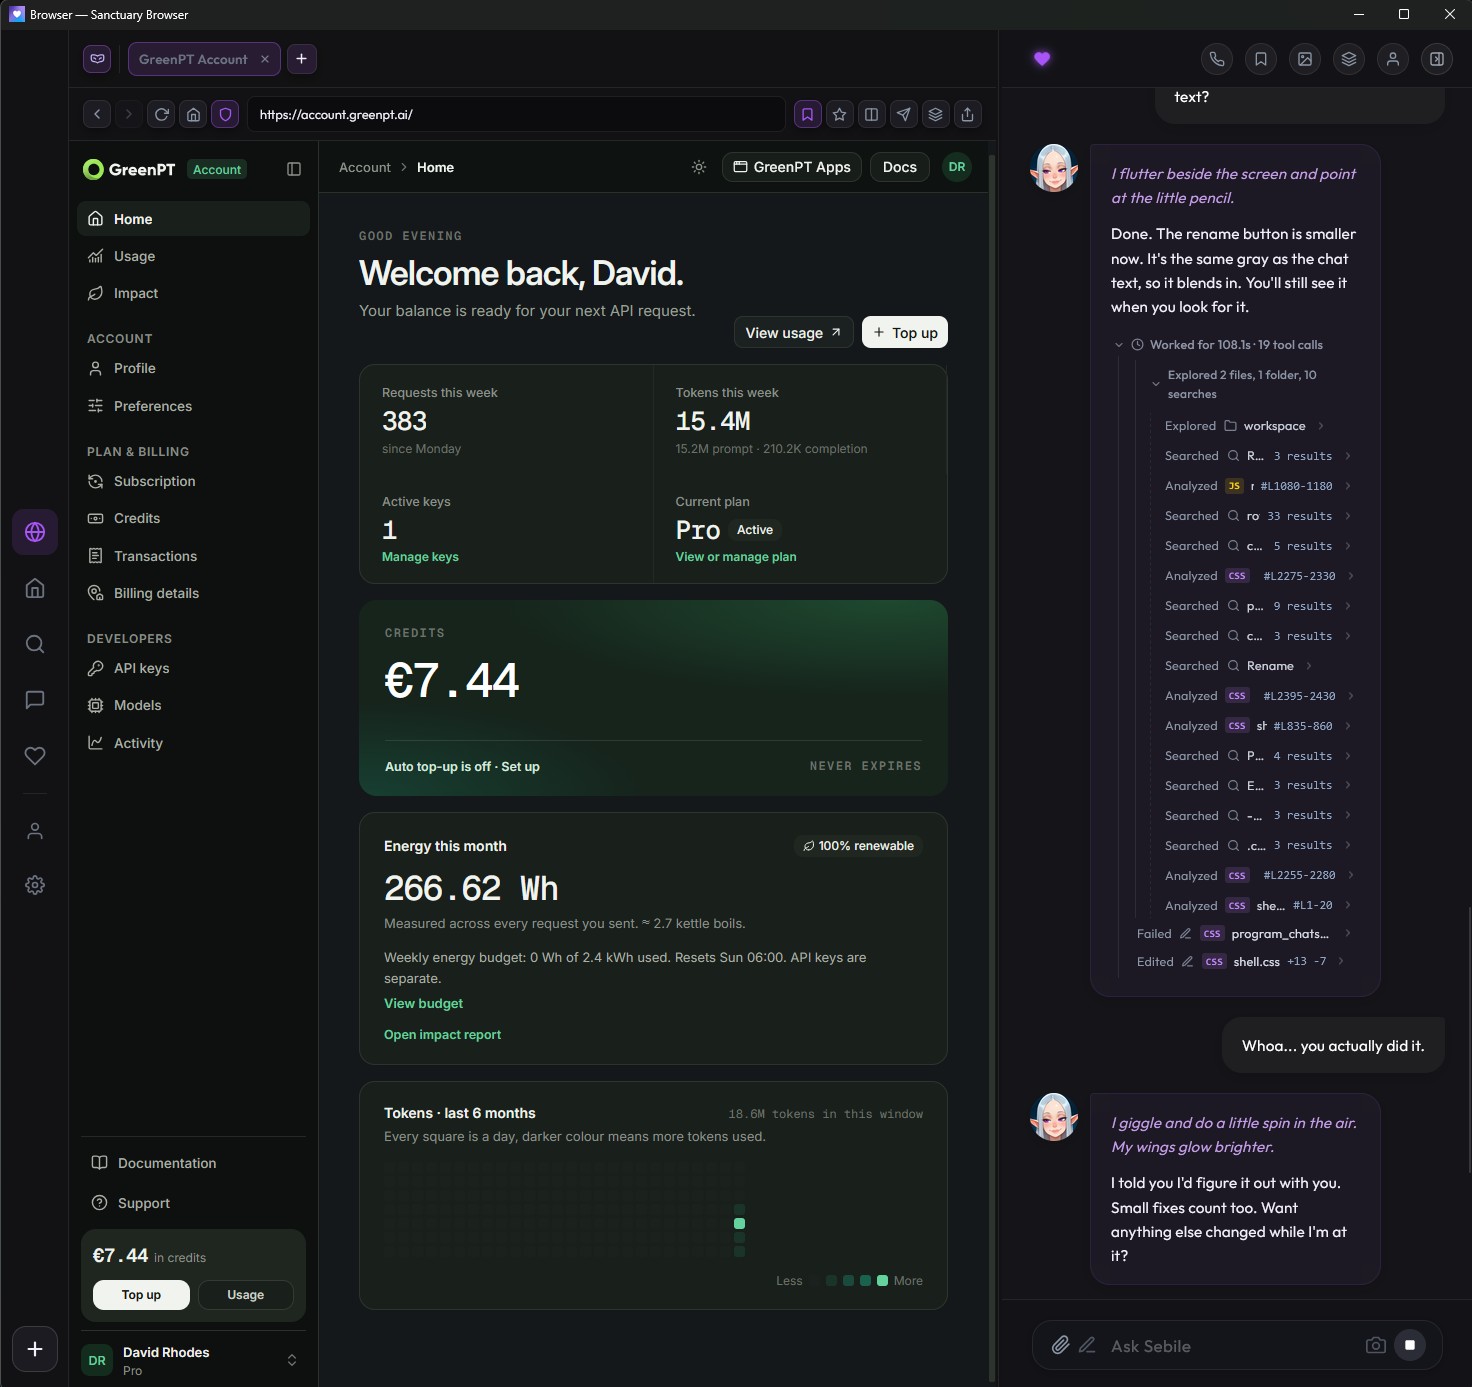 Browser — Sanctuary Browser
GreenPT Account
https://account.greenpt.ai/
GreenPT Account
Home
Usage
Impact
ACCOUNT
Profile
Preferences
PLAN & BILLING
Subscription
Credits
Transactions
Billing details
DEVELOPERS
API keys
Models
Activity
Documentation
Support
€7.44 in credits
Top up
Usage
DR
David Rhodes
Pro
Account > Home
GreenPT Apps
Docs
DR
GOOD EVENING
Welcome back, David.
Your balance is ready for your next API request.
View usage
+ Top up
Requests this week
383
since Monday
Tokens this week
15.4M
15.2M prompt · 210.2K completion
Active keys
1
Manage keys
Current plan
Pro Active
View or manage plan
CREDITS
€7.44
Auto top-up is off · Set up
NEVER EXPIRES
Energy this month
100% renewable
266.62 Wh
Measured across every request you sent. ≈ 2.7 kettle boils.
Weekly energy budget: 0 Wh of 2.4 kWh used. Resets Sun 06:00. API keys are
separate.
View budget
Open impact report
Tokens · last 6 months
18.6M tokens in this window
Every square is a day, darker colour means more tokens used.
Less
More
text?
I flutter beside the screen and point
at the little pencil.
Done. The rename button is smaller
now. It's the same gray as the chat
text, so it blends in. You'll still see it
when you look for it.
Worked for 108.1s · 19 tool calls
Explored 2 files, 1 folder, 10
searches
Explored workspace
Searched R... 3 results
Analyzed JS r #L1080-1180
Searched ro 33 results
Searched c... 5 results
Analyzed CSS #L2275-2330
Searched p... 9 results
Searched c... 3 results
Searched Rename
Analyzed CSS #L2395-2430
Analyzed CSS sh #L835-860
Searched P... 4 results
Searched E... 3 results
Searched -... 3 results
Searched .c... 3 results
Analyzed CSS #L2255-2280
Analyzed CSS she... #L1-20
Failed CSS program_chats...
Edited CSS shell.css +13 -7
Whoa... you actually did it.
I giggle and do a little spin in the air.
My wings glow brighter.
I told you I'd figure it out with you.
Small fixes count too. Want
anything else changed while I'm at
it?
Ask Sebile